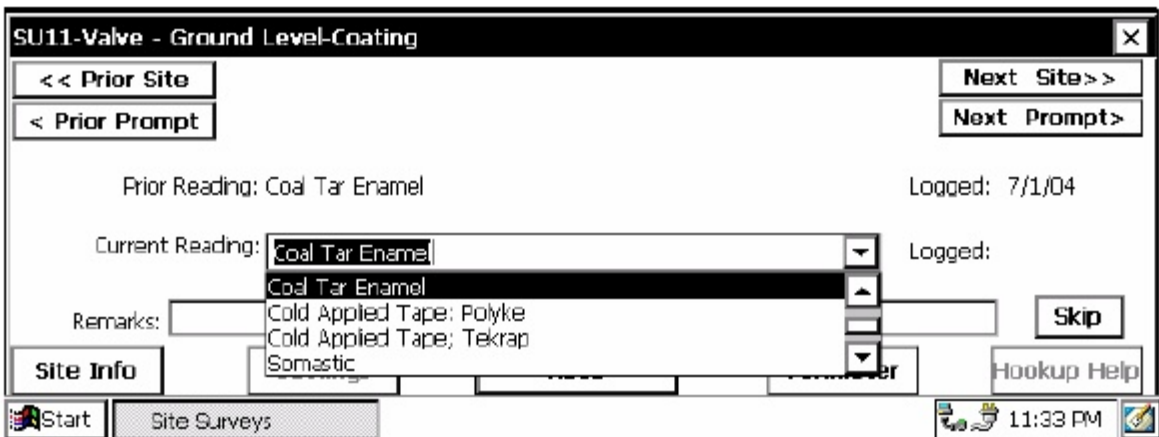 SU11-Valve - Ground Level-Coating
<< Prior Site
Next Site>>
< Prior Prompt
Next Prompt>
Prior Reading: Coal Tar Enamel
Logged: 7/1/04
Current Reading: Coal Tar Enamel
Logged:
Coal Tar Enamel
Cold Applied Tape; Polyke
Remarks:
Skip
Cold Applied Tape; Tekrap
Somastic
Site Info
Hookup Help
Start
Site Surveys
11:33 PM